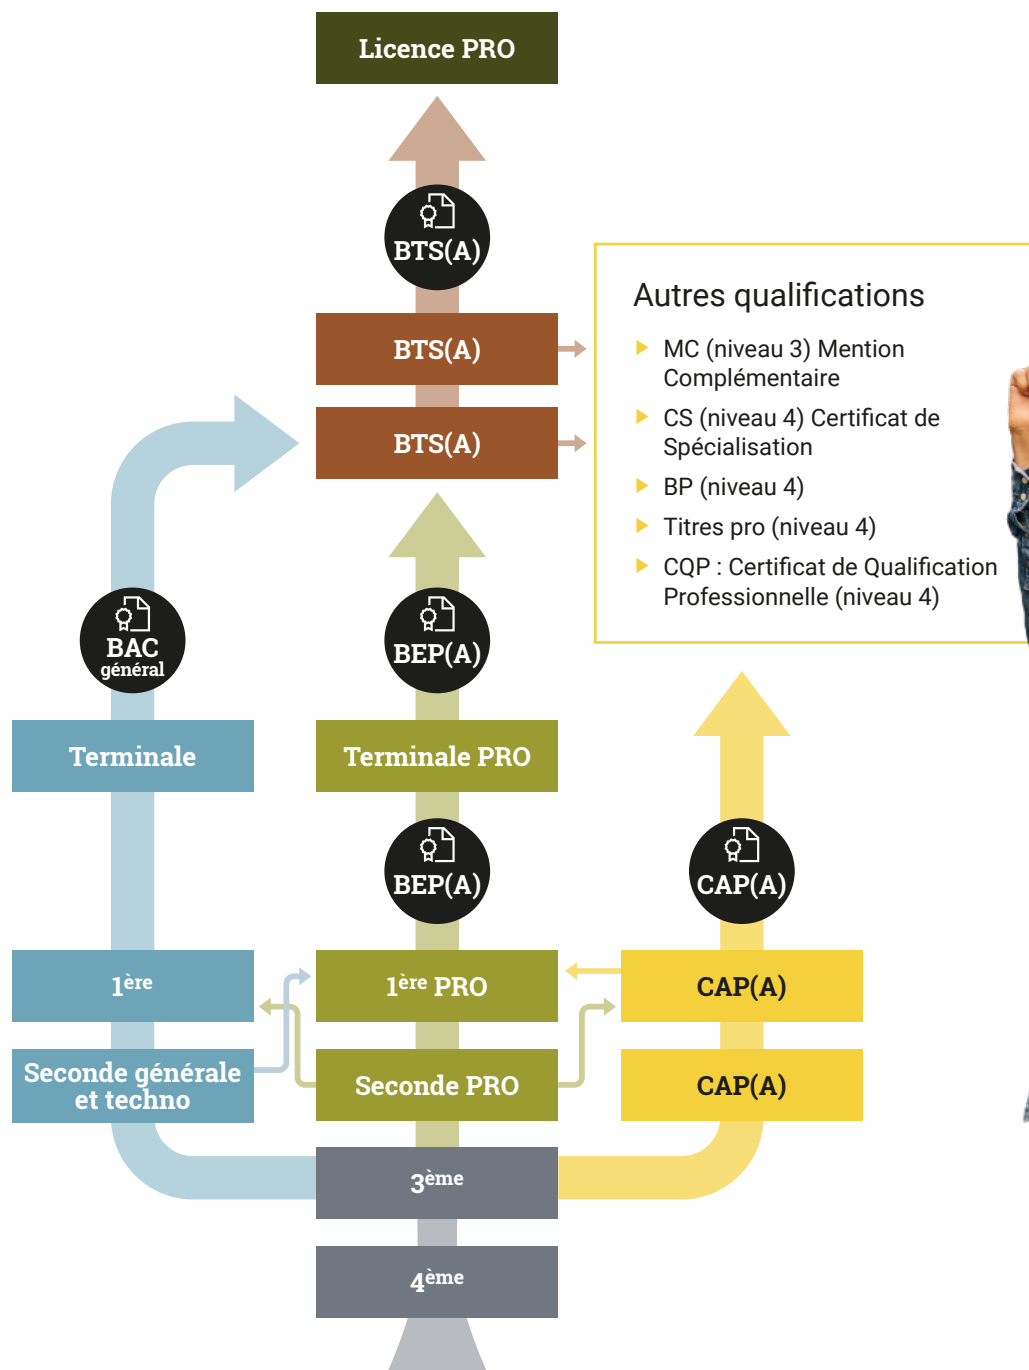 Licence PRO
BTS(A)
BTS(A)
BTS(A)
Autres qualifications
MC (niveau 3) Mention
Complémentaire
CS (niveau 4) Certificat de
Spécialisation
BP (niveau 4)
Titres pro (niveau 4)
CQP : Certificat de Qualification
Professionnelle (niveau 4)
BAC
général
BEP(A)
Terminale
Terminale PRO
BEP(A)
CAP(A)
1ère
1ère PRO
CAP(A)
Seconde générale
et techno
Seconde PRO
CAP(A)
3ème
4ème